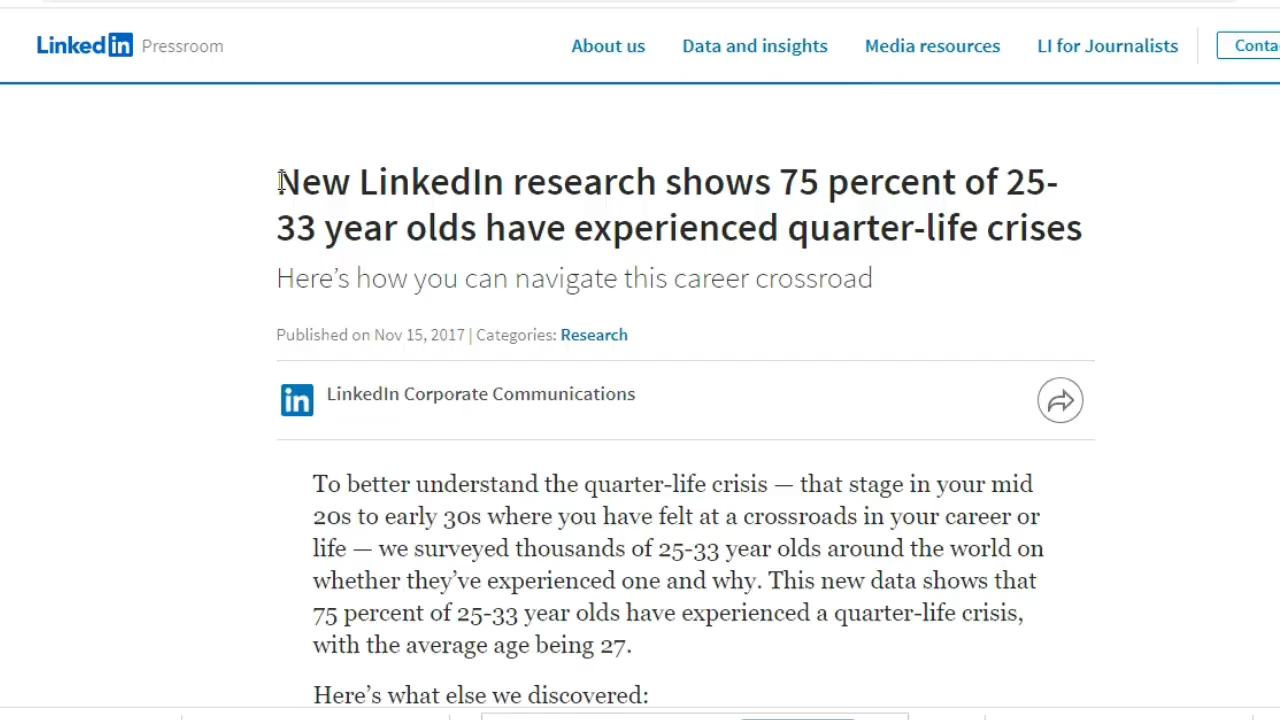 LinkedIn Pressroom
About us
Data and insights
Media resources
LI for Journalists
Conta
New LinkedIn research shows 75 percent of 25-
33 year olds have experienced quarter-life crises
Here's how you can navigate this career crossroad
Published on Nov 15, 2017 | Categories: Research
in
LinkedIn Corporate Communications
To better understand the quarter-life crisis — that stage in your mid
20s to early 30s where you have felt at a crossroads in your career or
life — we surveyed thousands of 25-33 year olds around the world on
whether they've experienced one and why. This new data shows that
75 percent of 25-33 year olds have experienced a quarter-life crisis,
with the average age being 27.
Here's what else we discovered: